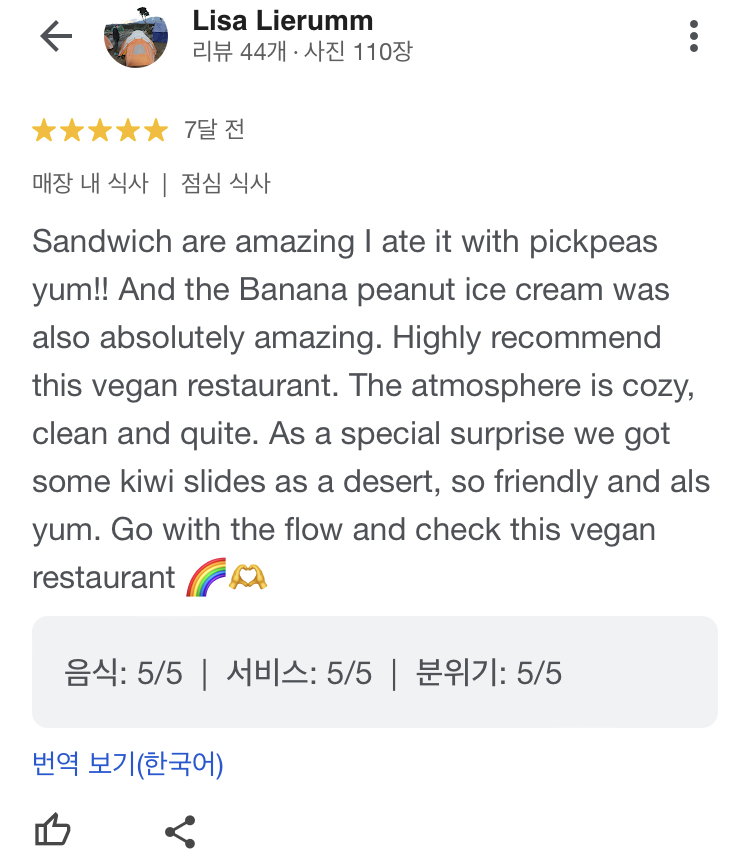 Lisa Lierumm
리뷰 44개 · 사진 110장
7달 전
매장 내 식사 | 점심 식사
Sandwich are amazing I ate it with pickpeas
yum!! And the Banana peanut ice cream was
also absolutely amazing. Highly recommend
this vegan restaurant. The atmosphere is cozy,
clean and quite. As a special surprise we got
some kiwi slides as a desert, so friendly and als
yum. Go with the flow and check this vegan
restaurant 🌈🫶
음식: 5/5 | 서비스: 5/5 | 분위기: 5/5
번역 보기(한국어)